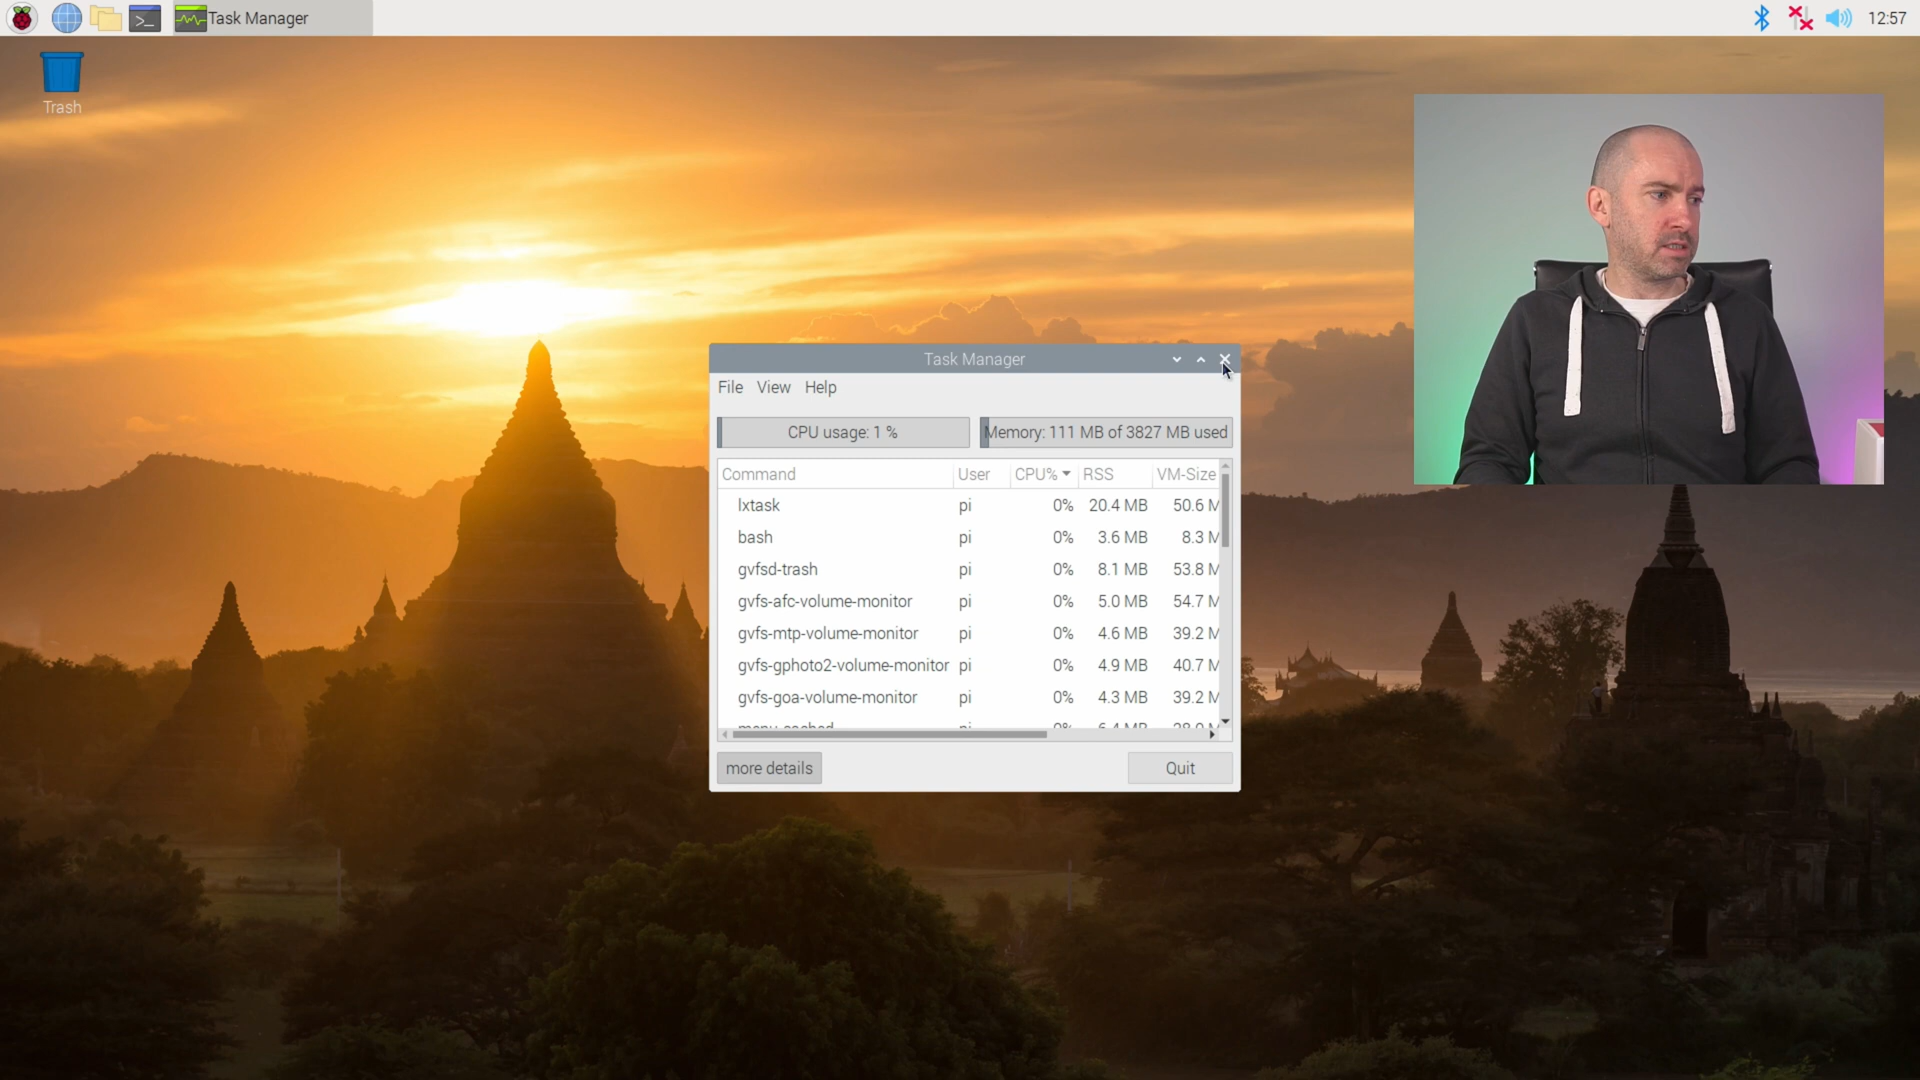 Task Manager
12:57
Trash
Task Manager
File View Help
CPU usage: 1 %
Memory: 111 MB of 3827 MB used
Command User CPU% RSS VM-Size
lxtask pi 0% 20.4 MB 50.6 M
bash pi 0% 3.6 MB 8.3 M
gvfsd-trash pi 0% 8.1 MB 53.8 M
gvfs-afc-volume-monitor pi 0% 5.0 MB 54.7 M
gvfs-mtp-volume-monitor pi 0% 4.6 MB 39.2 M
gvfs-gphoto2-volume-monitor pi 0% 4.9 MB 40.7 M
gvfs-goa-volume-monitor pi 0% 4.3 MB 39.2 M
more details
Quit